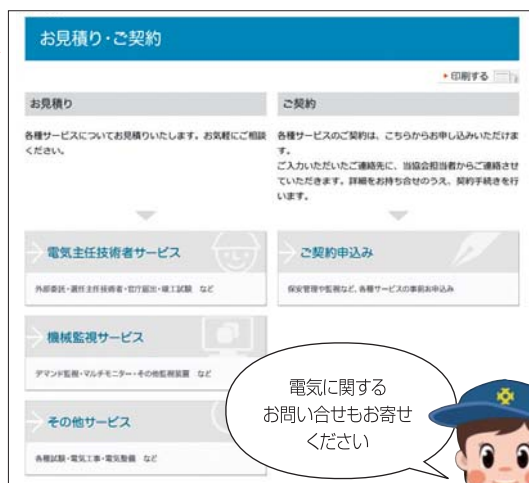 お見積り・ご契約
・印刷する
お見積り
各種サービスについてお見積りいたします。お気軽にご相談
ください。
電気主任技術者サービス
外部委託・選任主任技術者・官庁届出・竣工試験 など
機械監視サービス
デマンド監視・マルチモニター・その他監視装置 など
その他サービス
各種試験・電気工事・電気整備 など
ご契約
各種サービスのご契約は、こちらからお申し込みいただけま
す。
ご入力いただいたご連絡先に、当協会担当者からご連絡させ
ていただきます。詳細をお持ち合せのうえ、契約手続きを行
います。
ご契約申込み
保安管理や監視など、各種サービスの事前お申込み
電気に関する
お問い合せもお寄せ
ください